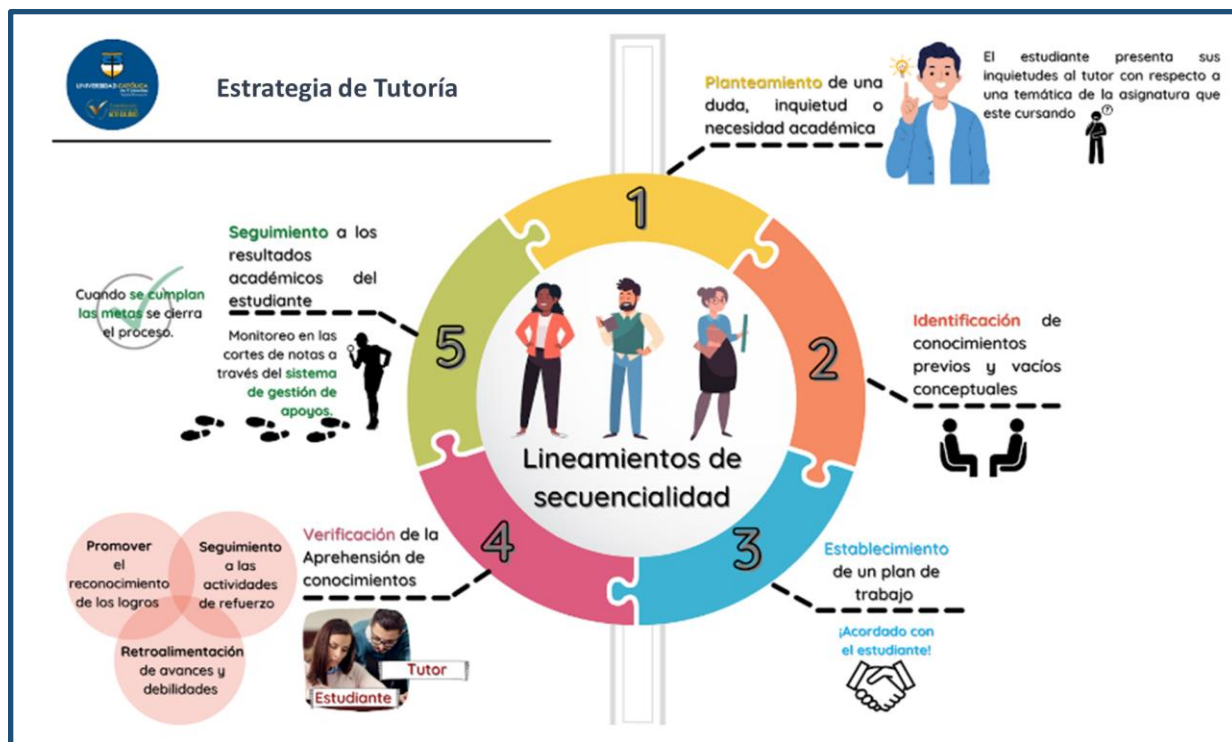 UNIVERSIDAD CATÓLICA
Estrategia de Tutoría
Planteamiento de una
duda, inquietud o
necesidad académica
El estudiante presenta sus
inquietudes al tutor con respecto a
una temática de la asignatura que
este cursando
?
1
2
Identificación de
conocimientos
previos y vacíos
conceptuales
3
Establecimiento
de un plan de
trabajo
¡Acordado con
el estudiante!
4
Verificación de la
Aprehensión de
conocimientos
Tutor
Estudiante
Promover
el
reconocimiento
de los logros
Seguimiento
a las
actividades
de refuerzo
Retroalimentación
de avances y
debilidades
5
Seguimiento a los
resultados
académicos del
estudiante
Monitoreo en las
cortes de notas a
través del sistema
de gestión de
apoyos.
Cuando se cumplan
las metas se cierra
el proceso.
Lineamientos de
secuencialidad